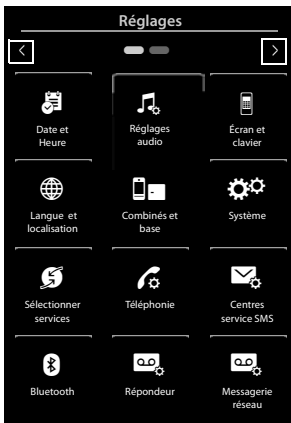 Réglages
Date et
Heure
Réglages
audio
Écran et
clavier
Langue et
localisation
Combinés et
base
Système
Sélectionner
services
Téléphonie
Centres
service SMS
Bluetooth
Répondeur
Messagerie
réseau